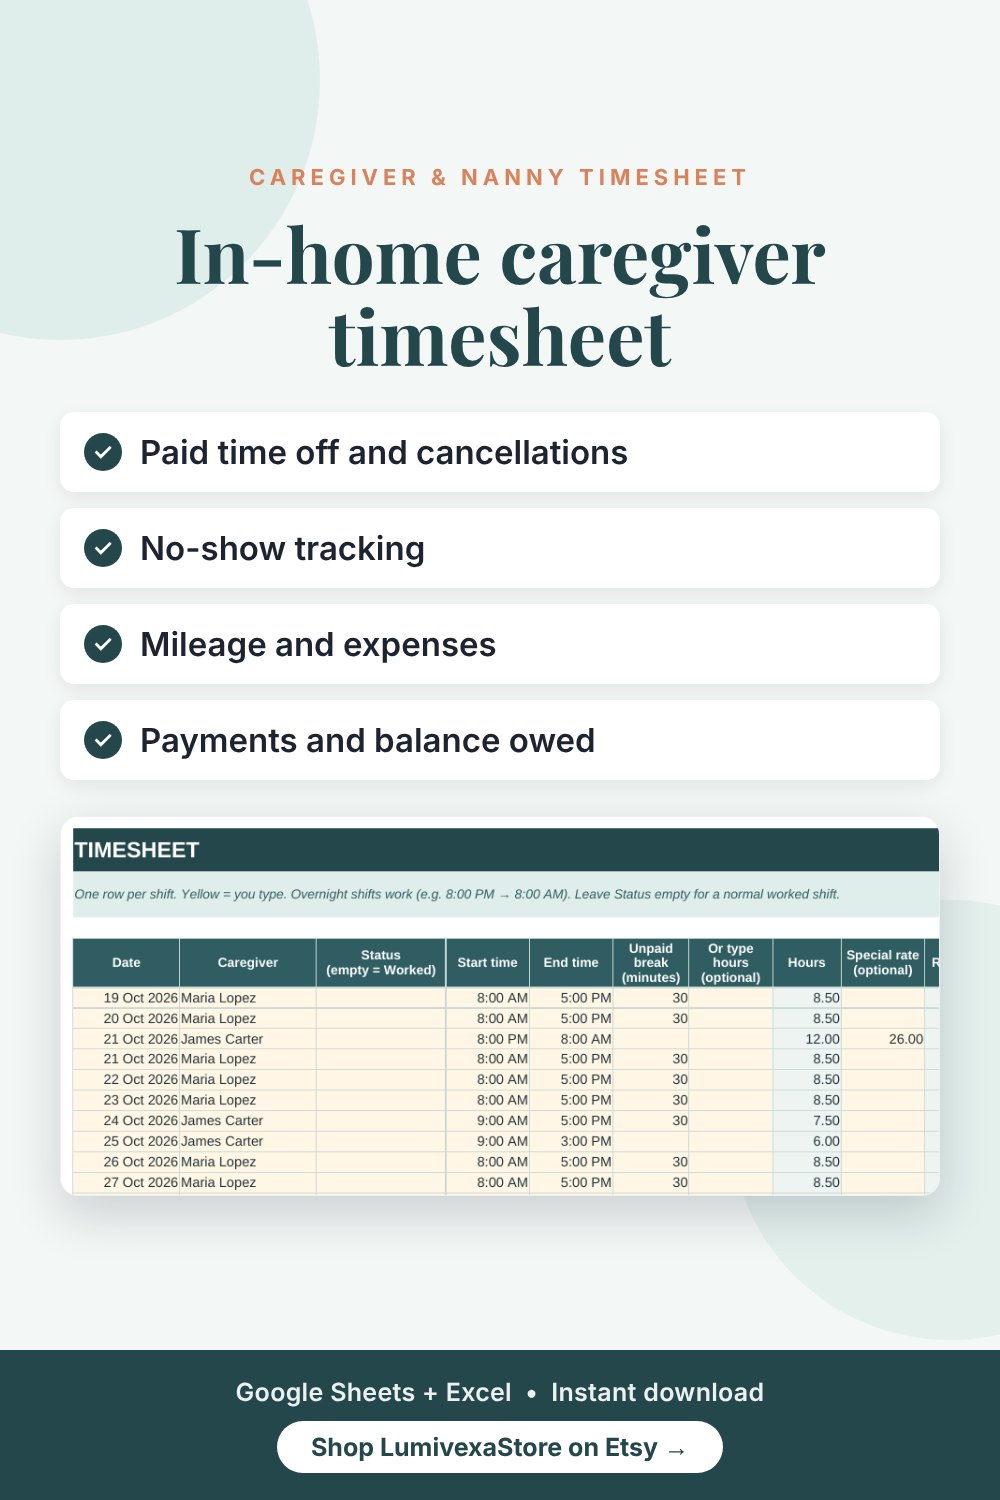 CAREGIVER & NANNY TIMESHEET
In-home caregiver
timesheet
Paid time off and cancellations
No-show tracking
Mileage and expenses
Payments and balance owed
TIMESHEET
One row per shift. Yellow = you type. Overnight shifts work (e.g. 8:00 PM → 8:00 AM). Leave Status empty for a normal worked shift.
Date Caregiver Status (empty = Worked) Start time End time Unpaid break (minutes) Or type hours (optional) Hours Special rate (optional) R
19 Oct 2026 Maria Lopez 8:00 AM 5:00 PM 30 8.50
20 Oct 2026 Maria Lopez 8:00 AM 5:00 PM 30 8.50
21 Oct 2026 James Carter 8:00 PM 8:00 AM 12.00 26.00
21 Oct 2026 Maria Lopez 8:00 AM 5:00 PM 30 8.50
22 Oct 2026 Maria Lopez 8:00 AM 5:00 PM 30 8.50
23 Oct 2026 Maria Lopez 8:00 AM 5:00 PM 30 8.50
24 Oct 2026 James Carter 9:00 AM 5:00 PM 30 7.50
25 Oct 2026 James Carter 9:00 AM 3:00 PM 6.00
26 Oct 2026 Maria Lopez 8:00 AM 5:00 PM 30 8.50
27 Oct 2026 Maria Lopez 8:00 AM 5:00 PM 30 8.50
Google Sheets + Excel • Instant download
Shop LumivexaStore on Etsy →